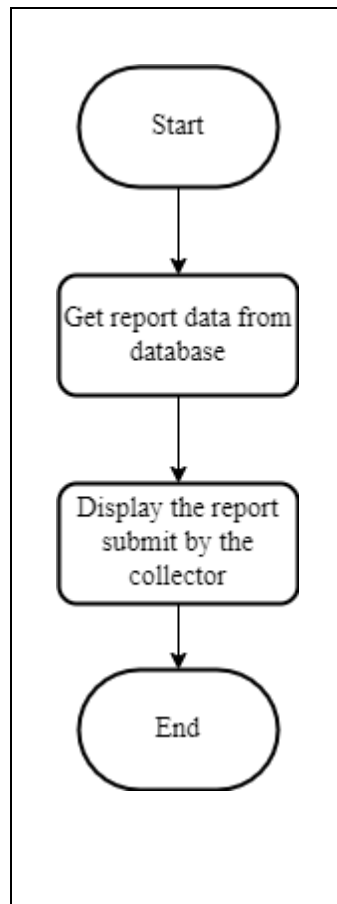 Start
Get report data from
database
Display the report
submit by the
collector
End